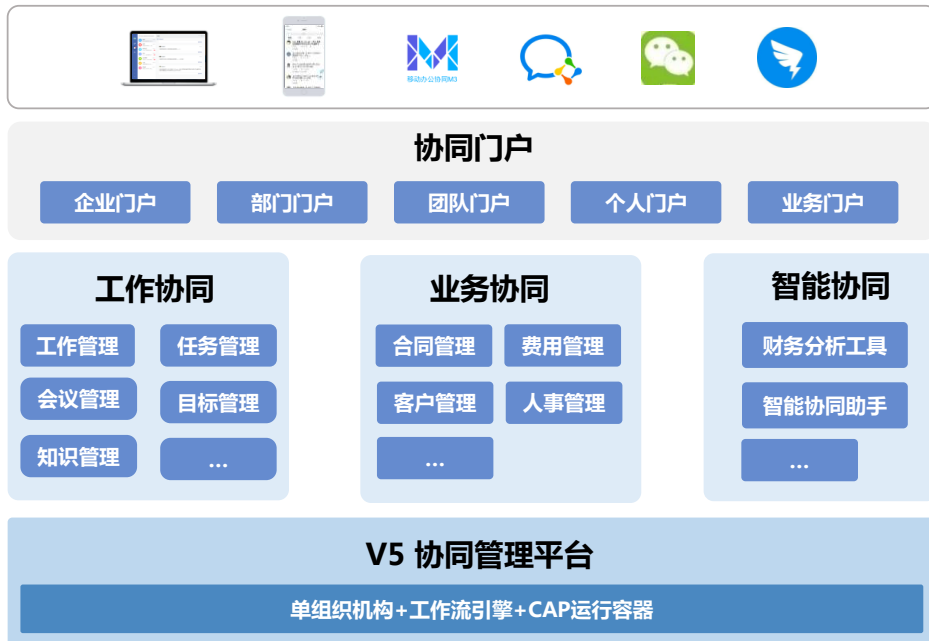 移动办公协同M3
协同门户
企业门户
部门门户
团队门户
个人门户
业务门户
工作协同
工作管理
任务管理
会议管理
目标管理
知识管理
...
业务协同
合同管理
费用管理
客户管理
人事管理
...
智能协同
财务分析工具
智能协同助手
...
V5 协同管理平台
单组织机构+工作流引擎+CAP运行容器